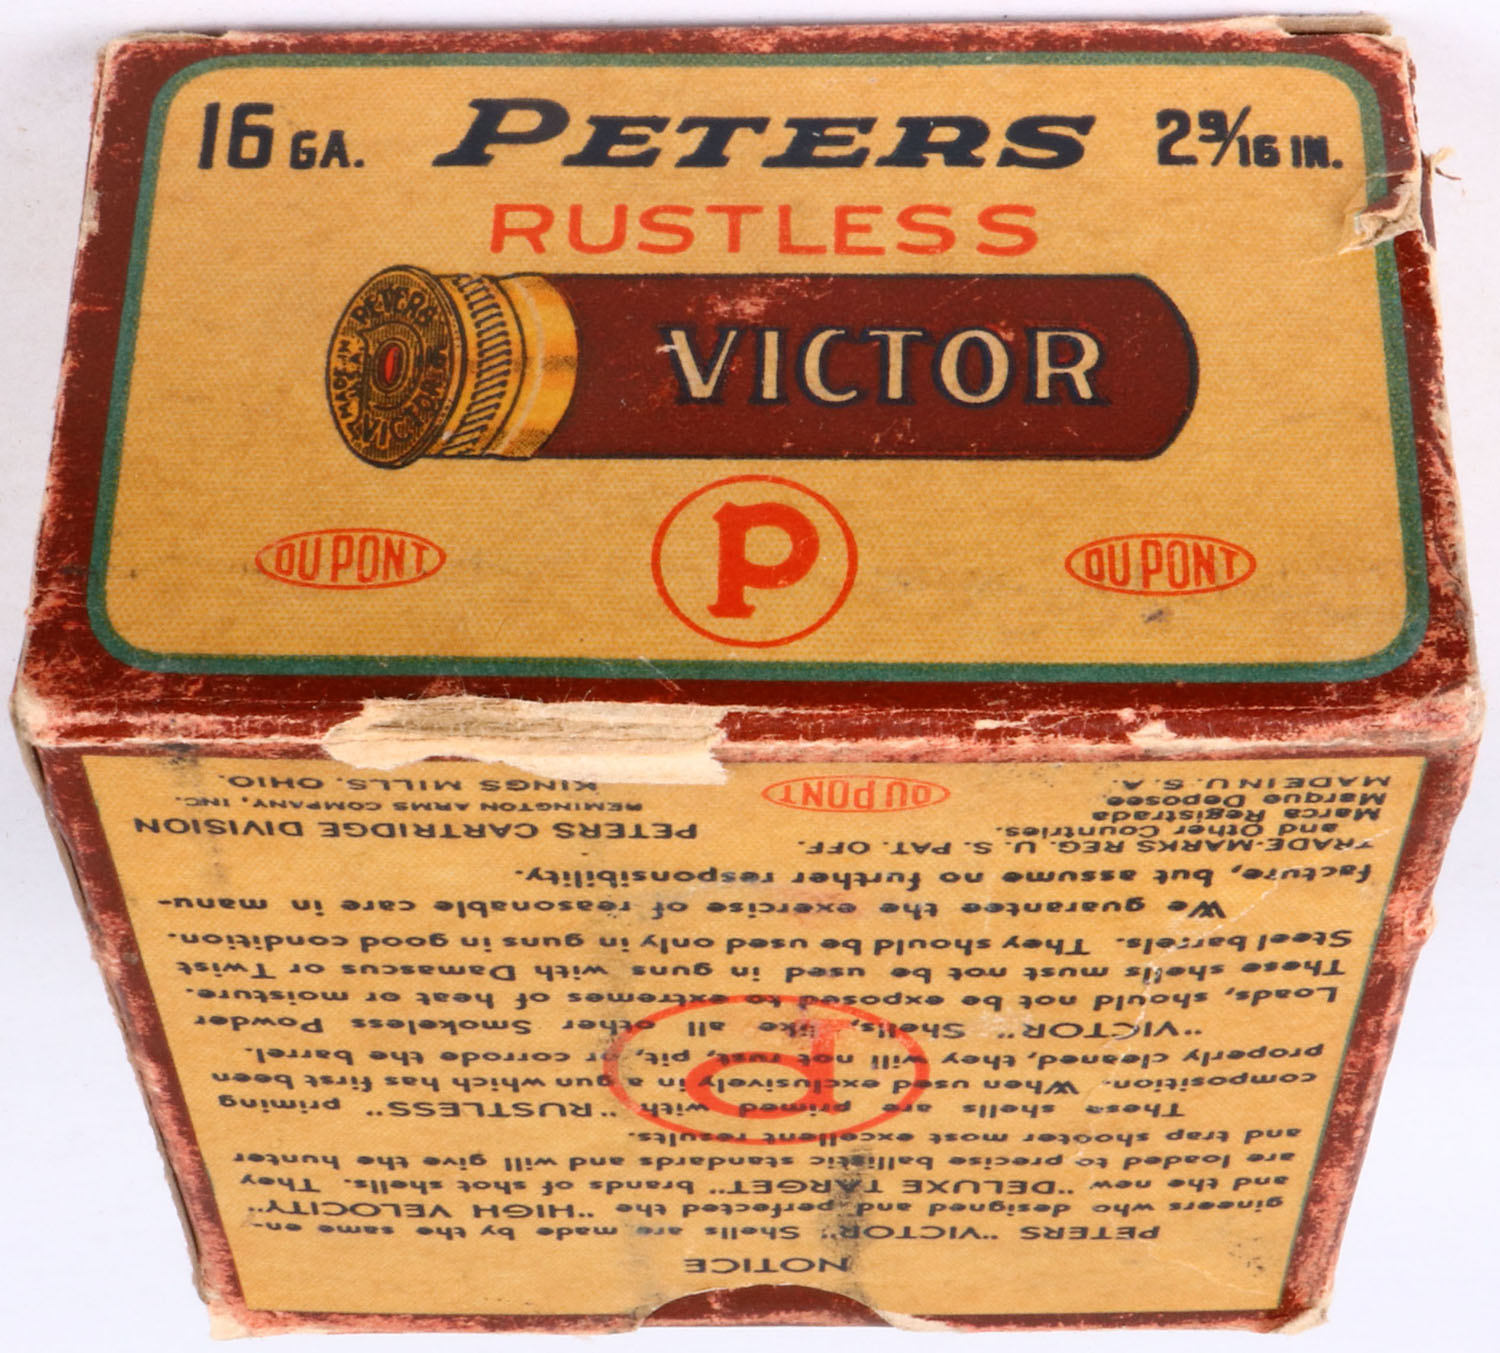 16 GA. PETERS 2 9/16 IN.
RUSTLESS
VICTOR
PETERS
VICTOR
MADE IN
DU PONT P DU PONT
NOTICE
PETERS "VICTOR" Shells are made by the same en-
gineers who designed and perfected the "HIGH VELOCITY"
and the new "DELUXE TARGET" brands of shot shells. They
are loaded to precise ballistic standards and will give the hunter
and trap shooter most excellent results.
These shells are primed with "RUSTLESS" priming
composition. When used exclusively in a gun which has first been
properly cleaned, they will not rust, pit, or corrode the barrel.
"VICTOR" Shells, like all other Smokeless Powder
Loads, should not be exposed to extremes of heat or moisture.
These shells must not be used in guns with Damascus or Twist
Steel barrels. They should be used only in guns in good condition.
We guarantee the exercise of reasonable care in manu-
facture, but assume no further responsibility.
P
TRADE-MARKS REG. U. S. PAT. OFF.
and Other Countries.
Marca Registrada
Marque Deposee
MADE IN U. S. A.
DU PONT
PETERS CARTRIDGE DIVISION
REMINGTON ARMS COMPANY, INC.
KINGS MILLS, OHIO.